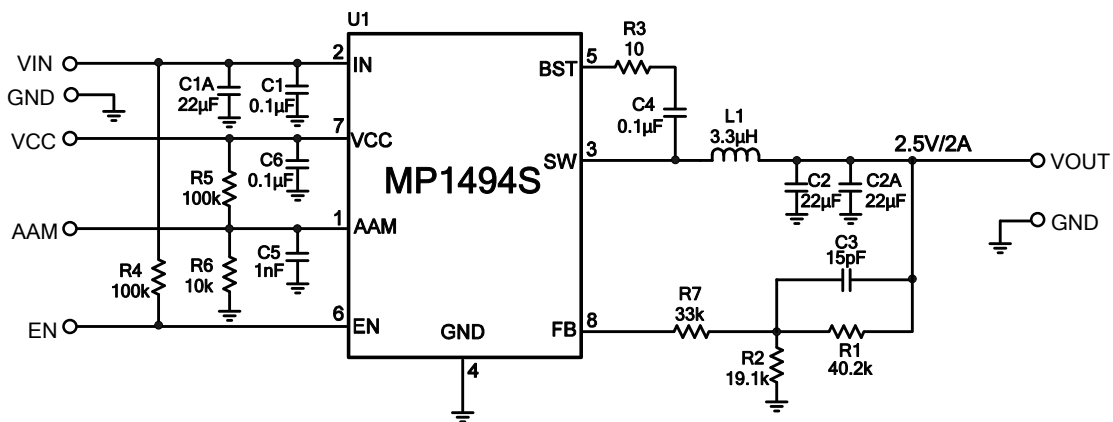 U1
VIN
GND
VCC
AAM
EN
2
IN
7
VCC
1
AAM
6
EN
C1A
22µF
C1
0.1µF
R5
100k
C6
0.1µF
R4
100k
R6
10k
C5
1nF
MP1494S
GND
4
5
BST
3
SW
8
FB
R3
10
C4
0.1µF
L1
3.3µH
2.5V/2A
VOUT
GND
C2
22µF
C2A
22µF
C3
15pF
R7
33k
R2
19.1k
R1
40.2k